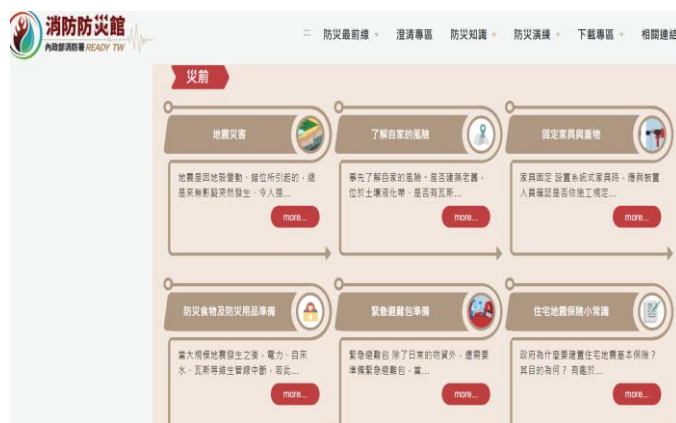 消防防災館
內政部消防署 READY TW
防災最前線
澄清專區
防災知識
防災演練
下載專區
相關連結
災前
地震災害
了解自家的風險
固定家具與重物
地震是因地殼變動、錯位所引起的，總
是來無影蹤突然發生、令人措...
more...
事先了解自家的風險，是否建築老舊，
位於土壤液化帶，是否有瓦斯...
more...
家具固定 設置系統式家具時，應與裝置
人員確認是否依施工規定...
more...
防災食物及防災用品準備
緊急避難包準備
住宅地震保險小常識
當大規模地震發生之後，電力、自來
水、瓦斯等維生管線中斷，若此...
more...
緊急避難包 除了日常的物資外，還需要
準備緊急避難包，當...
more...
政府為什麼要建置住宅地震基本保險？
其目的為何？ 有鑑於...
more...